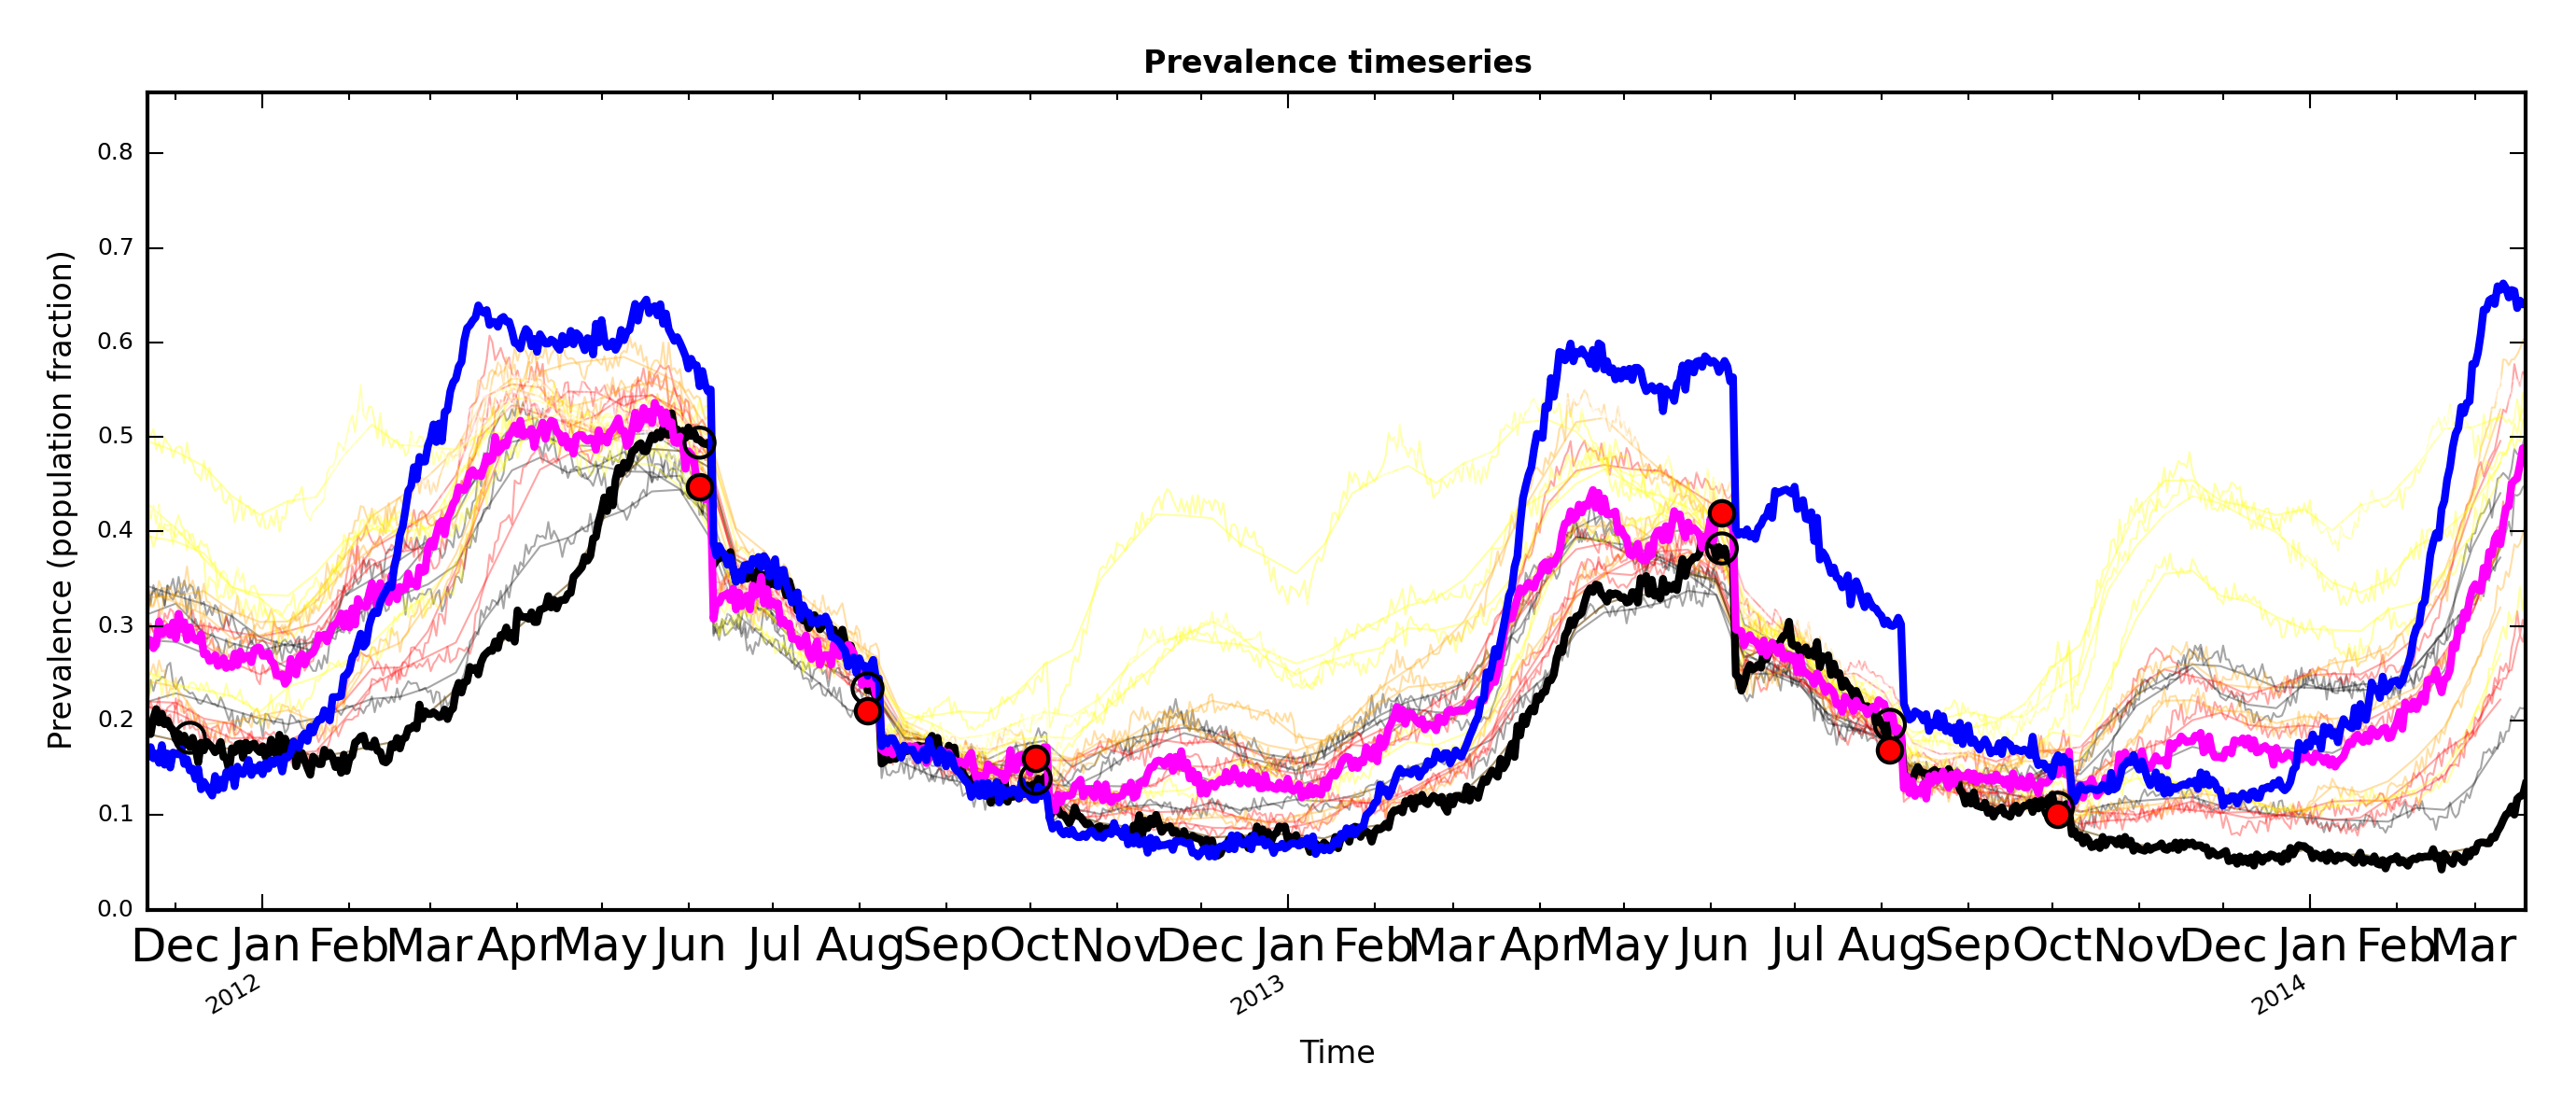 Prevalence timeseries
Prevalence (population fraction)
0.8
0.7
0.6
0.5
0.4
0.3
0.2
0.1
0.0
Dec Jan Feb Mar Apr May Jun Jul Aug Sep Oct Nov Dec Jan Feb Mar Apr May Jun Jul Aug Sep Oct Nov Dec Jan Feb Mar
2012 2013 2014
Time